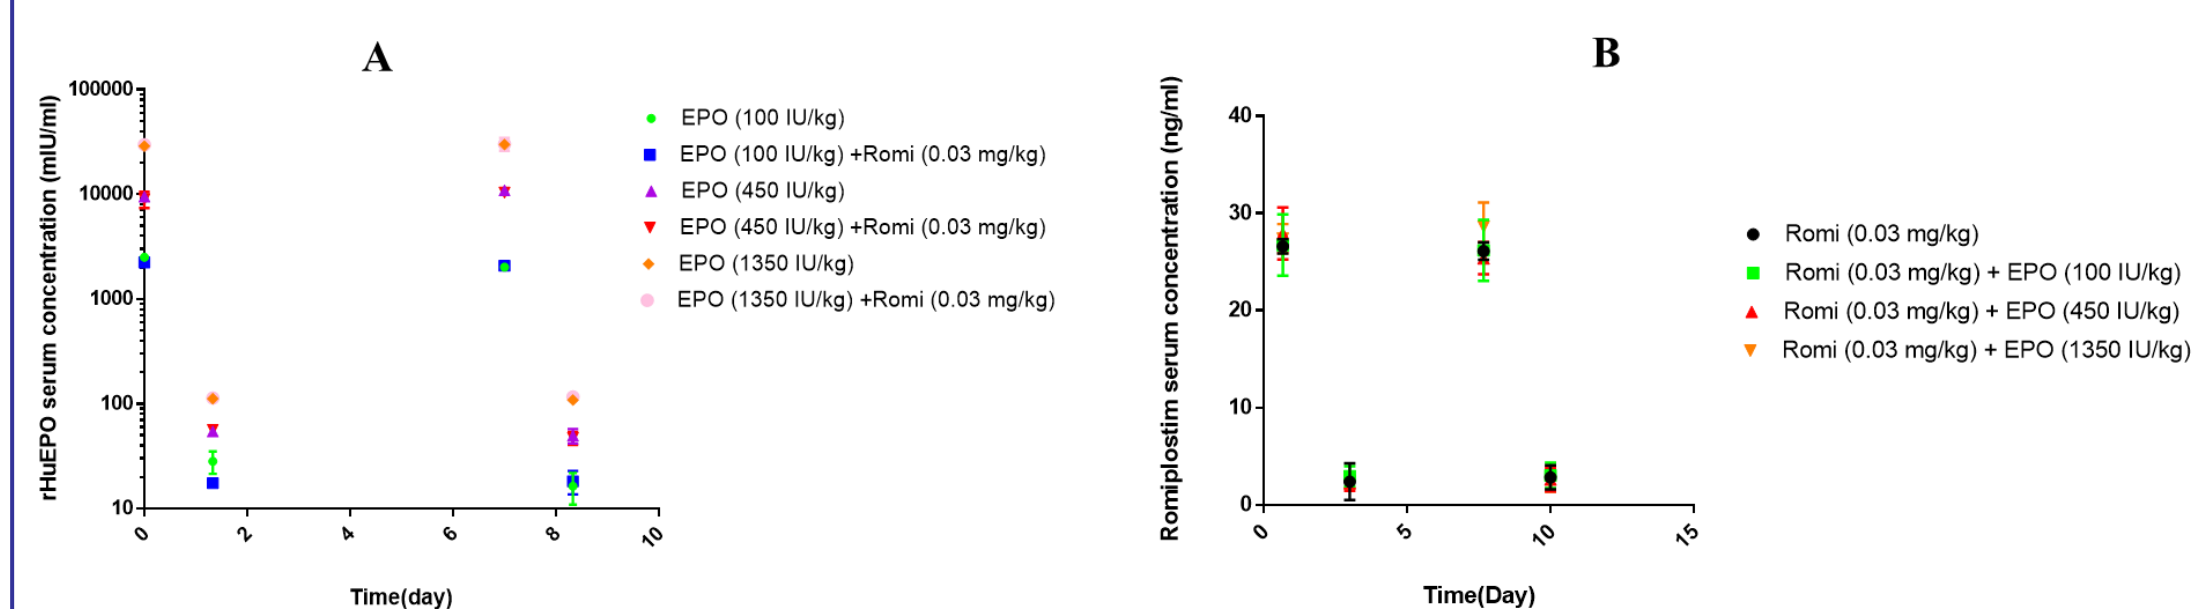 A
rHuEPO serum concentration (mIU/ml)
100000
10000
1000
100
10
0
2
4
6
8
10
Time(day)
EPO (100 IU/kg)
EPO (100 IU/kg) +Romi (0.03 mg/kg)
EPO (450 IU/kg)
EPO (450 IU/kg) +Romi (0.03 mg/kg)
EPO (1350 IU/kg)
EPO (1350 IU/kg) +Romi (0.03 mg/kg)
B
Romiplostim serum concentration (ng/ml)
40
30
20
10
0
0
5
10
15
Time(Day)
Romi (0.03 mg/kg)
Romi (0.03 mg/kg) + EPO (100 IU/kg)
Romi (0.03 mg/kg) + EPO (450 IU/kg)
Romi (0.03 mg/kg) + EPO (1350 IU/kg)